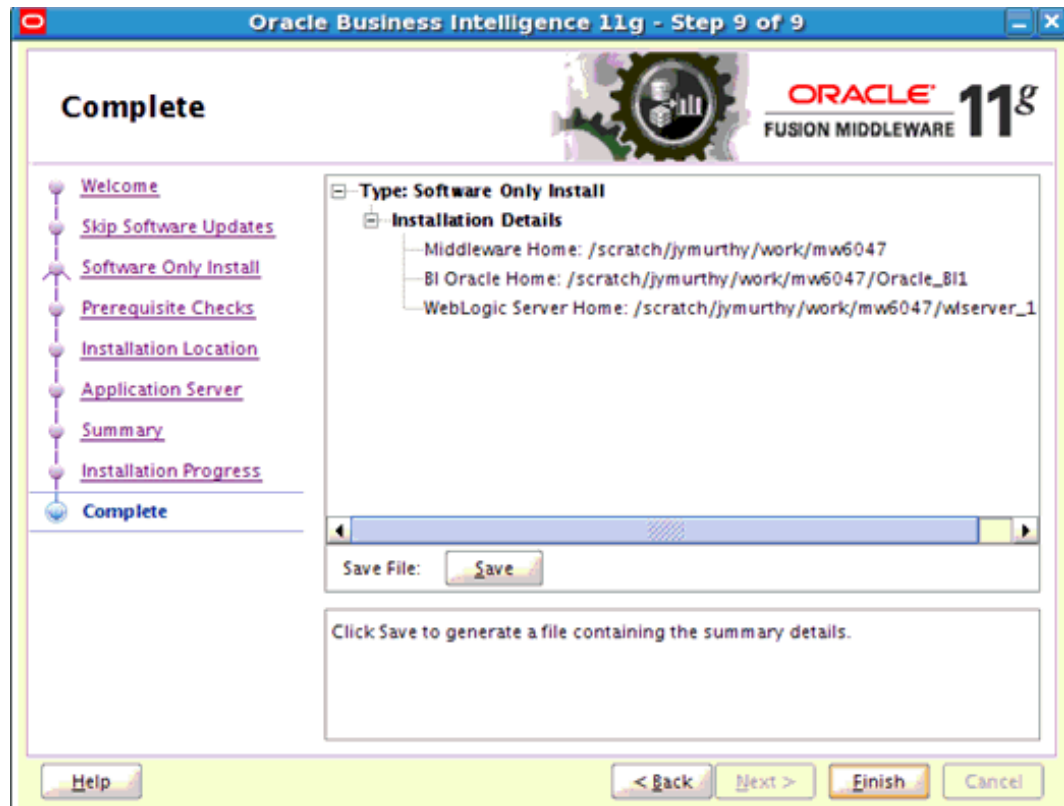 Oracle Business Intelligence 11g - Step 9 of 9
Complete
ORACLE® 11g
FUSION MIDDLEWARE
Welcome
Skip Software Updates
Software Only Install
Prerequisite Checks
Installation Location
Application Server
Summary
Installation Progress
Complete
Type: Software Only Install
Installation Details
Middleware Home: /scratch/jymurthy/work/mw6047
BI Oracle Home: /scratch/jymurthy/work/mw6047/Oracle_BI1
WebLogic Server Home: /scratch/jymurthy/work/mw6047/wlserver_1
Save File: Save
Click Save to generate a file containing the summary details.
Help < Back Next > Finish Cancel